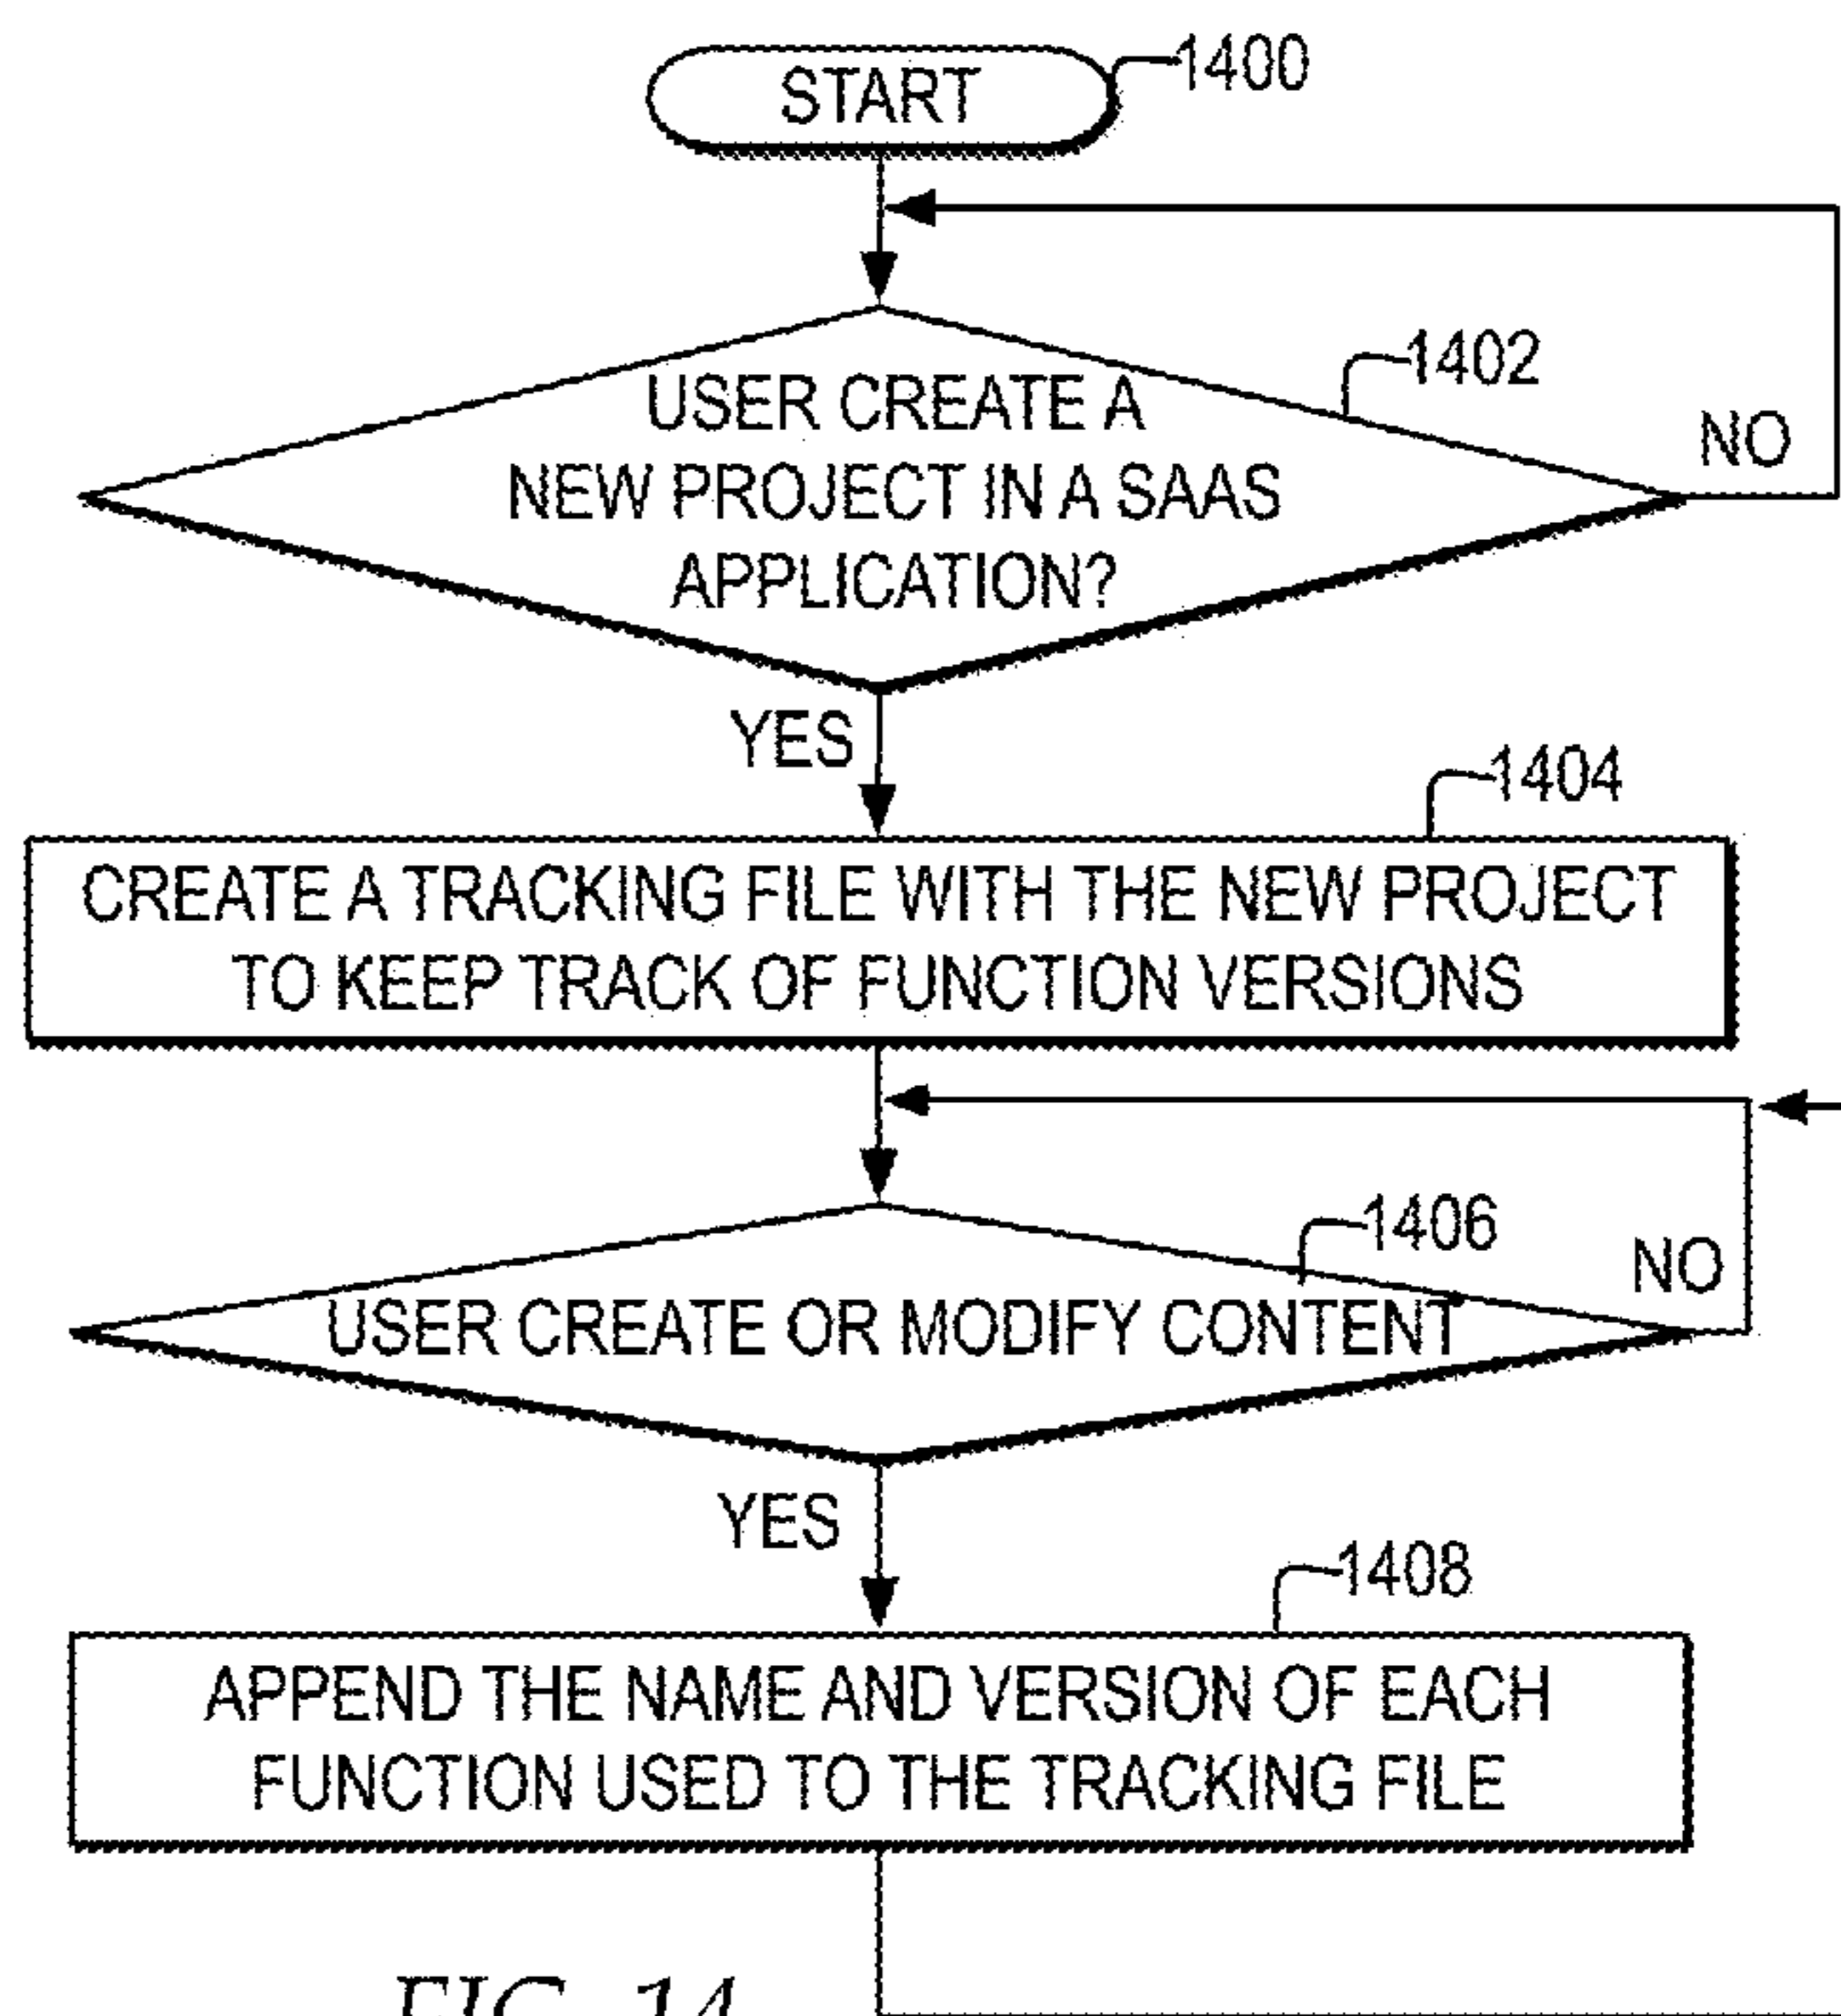 START
1400
1402
USER CREATE A
NEW PROJECT IN A SAAS
APPLICATION?
NO
YES
1404
CREATE A TRACKING FILE WITH THE NEW PROJECT
TO KEEP TRACK OF FUNCTION VERSIONS
1406
NO
USER CREATE OR MODIFY CONTENT
YES
1408
APPEND THE NAME AND VERSION OF EACH
FUNCTION USED TO THE TRACKING FILE
FIG. 14